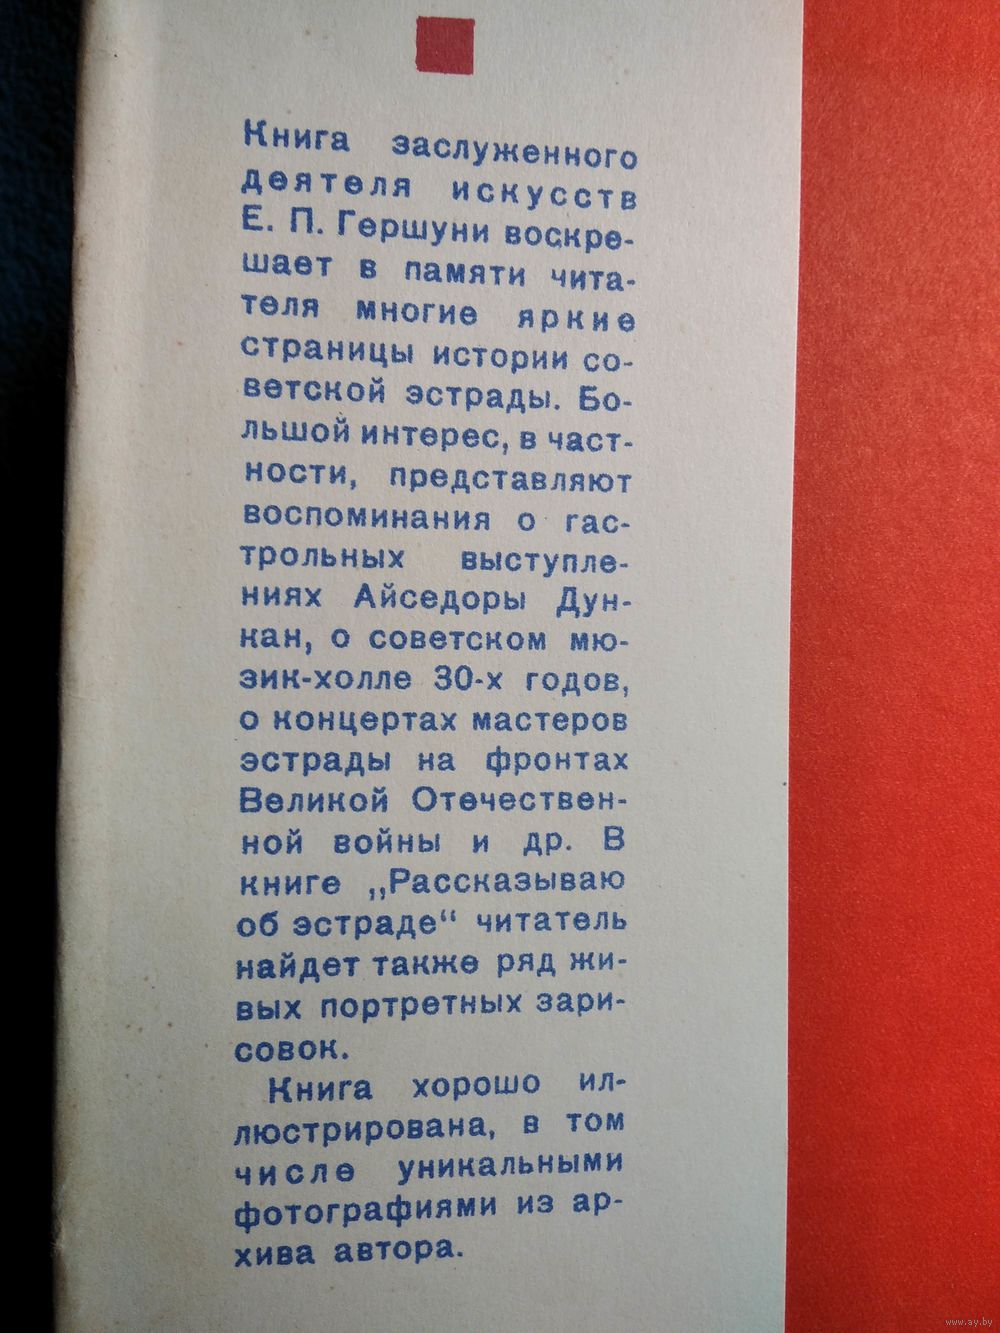 Книга заслуженного
деятеля искусств
Е. П. Гершуни воскре-
шает в памяти чита-
теля многие яркие
страницы истории со-
ветской эстрады. Бо-
льшой интерес, в част-
ности, представляют
воспоминания о гас-
трольных выступле-
ниях Айседоры Дун-
кан, о советском мю-
зик-холле 30-х годов,
о концертах мастеров
эстрады на фронтах
Великой Отечествен-
ной войны и др. В
книге „Рассказываю
об эстраде“ читатель
найдет также ряд жи-
вых портретных зари-
совок.
Книга хорошо ил-
люстрирована, в том
числе уникальными
фотографиями из ар-
хива автора.
www.ay.by